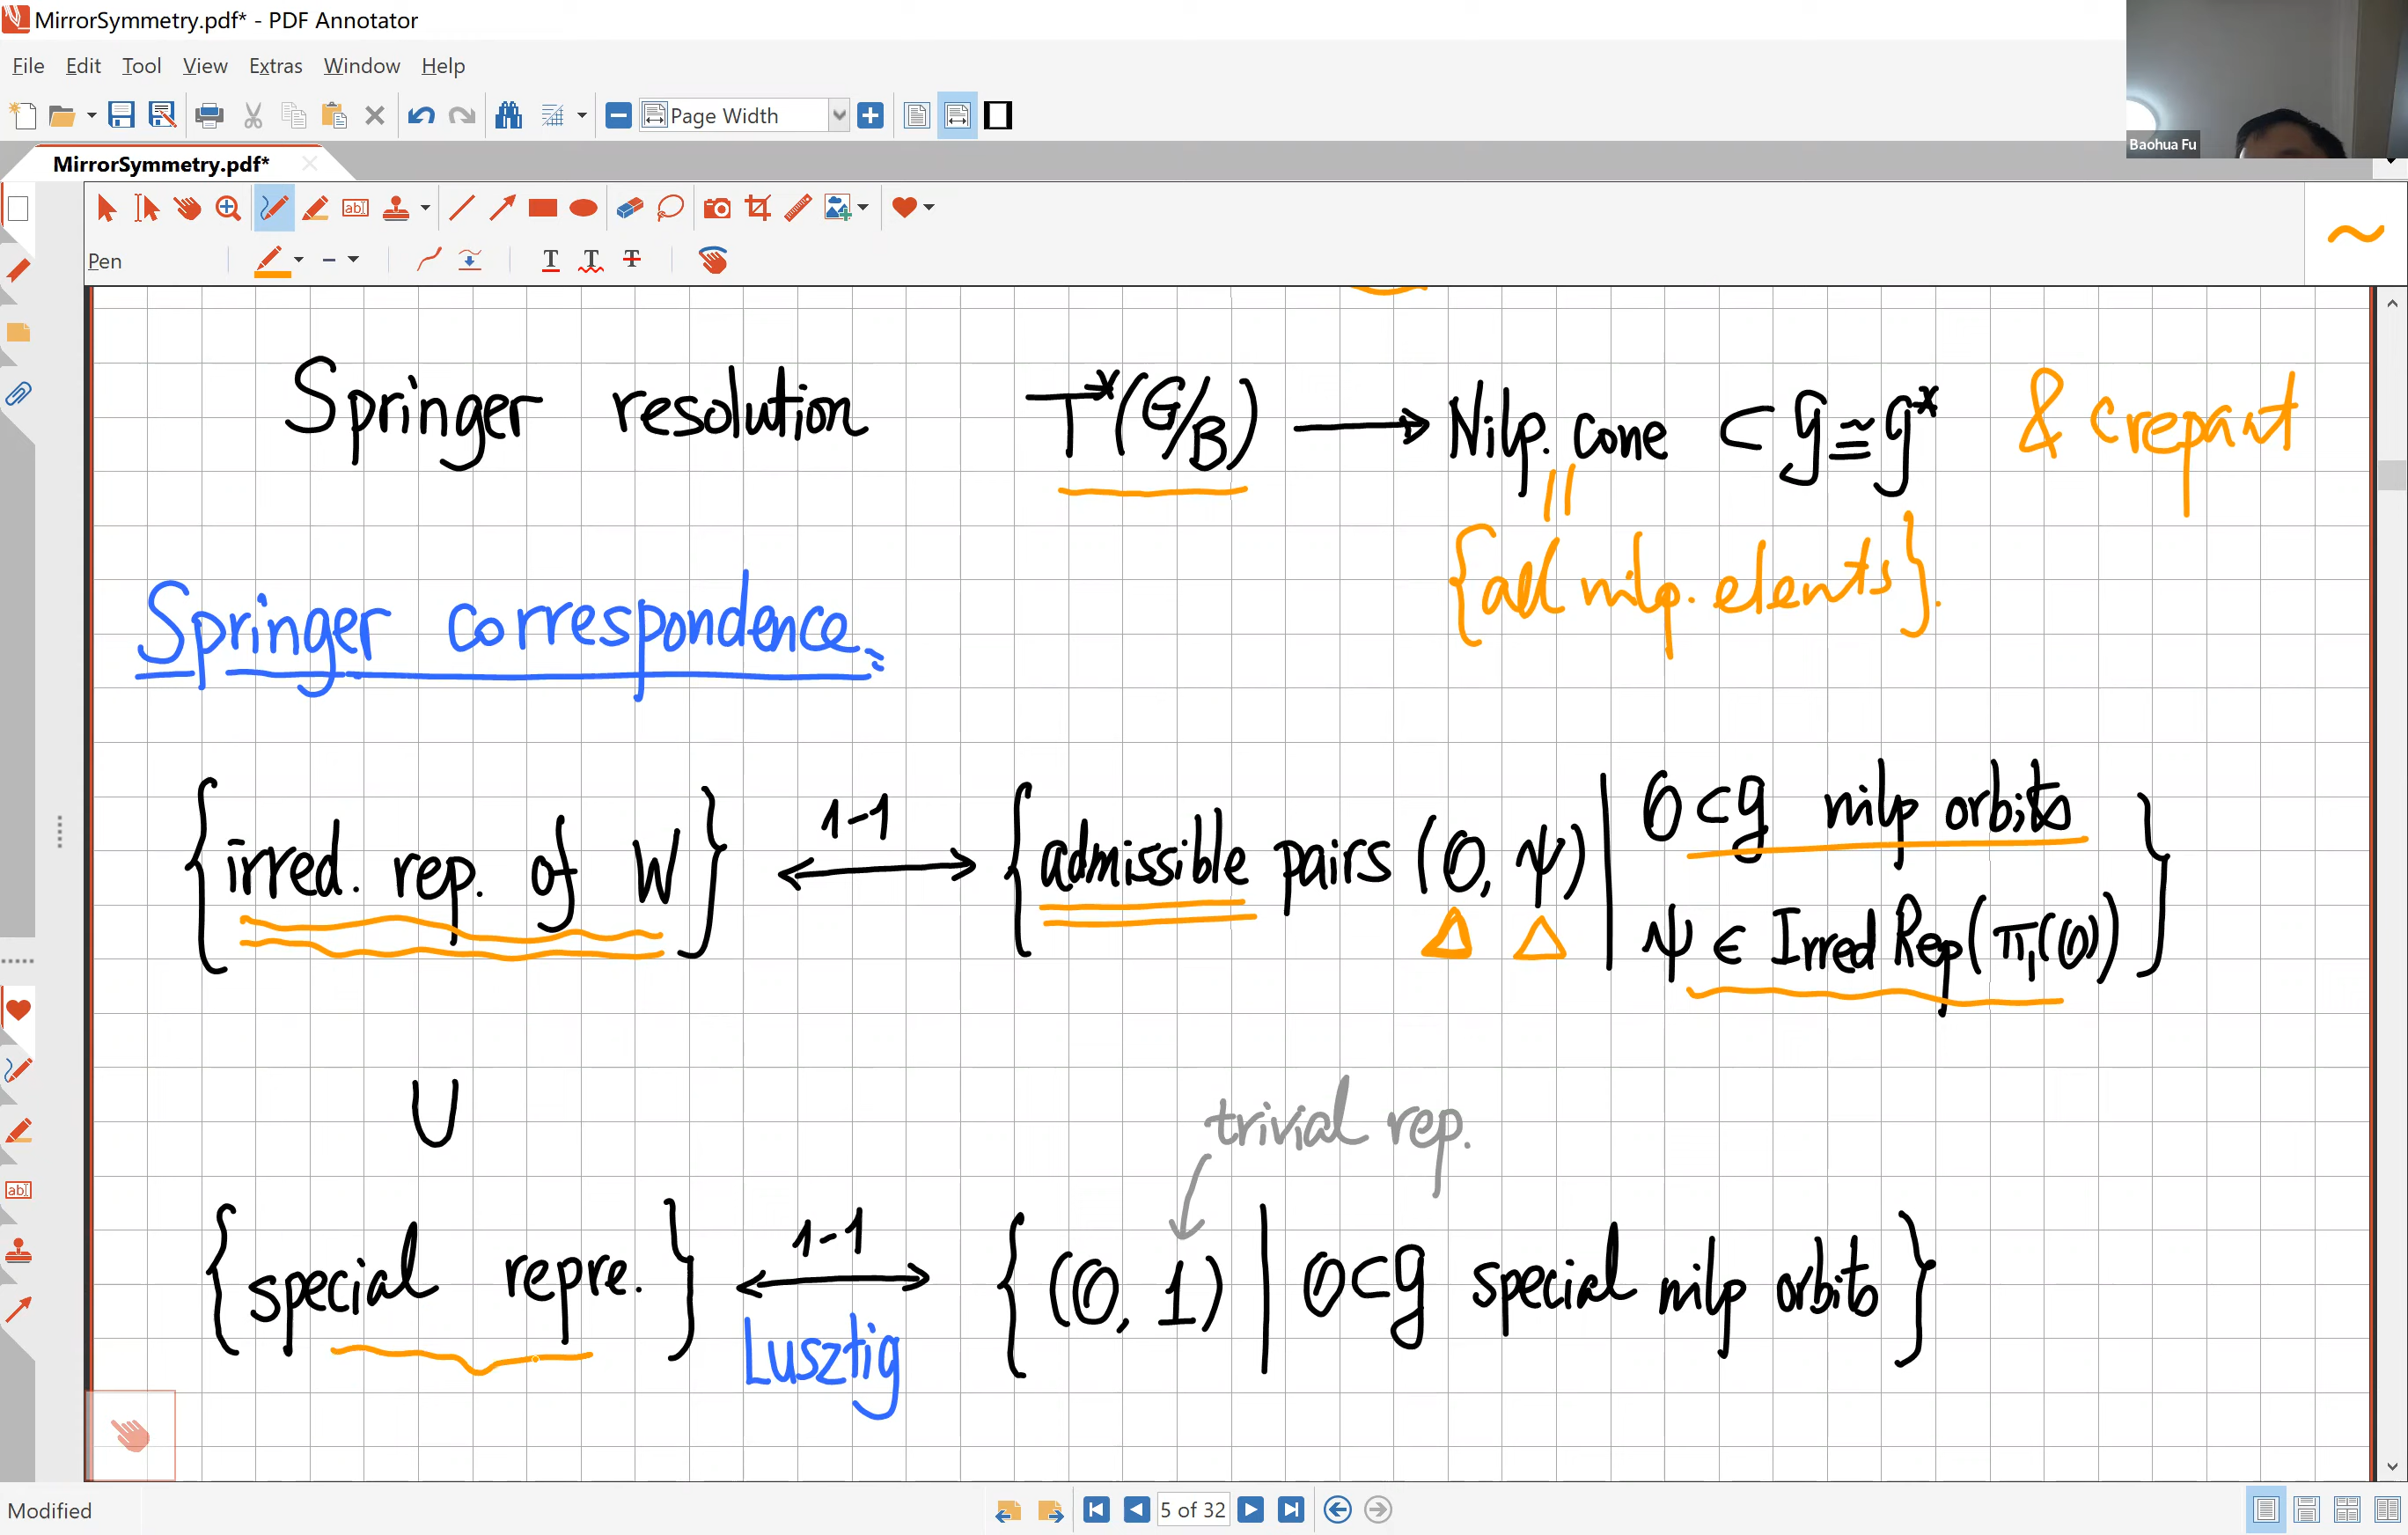 MirrorSymmetry.pdf* - PDF Annotator
File Edit Tool View Extras Window Help
Page Width
Baohua Fu
MirrorSymmetry.pdf*
Pen
Springer resolution T*(G/B) ⟶ Nilp. cone ⊂ g ≅ g* & crepant
||
{all nilp. elents}.
Springer correspondence:
{irred. rep. of W} ⟷ 1-1 {admissible pairs (O, ψ) | O ⊂ g nilp orbits
ψ ∈ Irred Rep(π₁(O))}
∪
trivial rep.
{special repre.} ⟷ 1-1 {(O, 1) | O ⊂ g special nilp orbits}
Lusztig
Modified
5 of 32